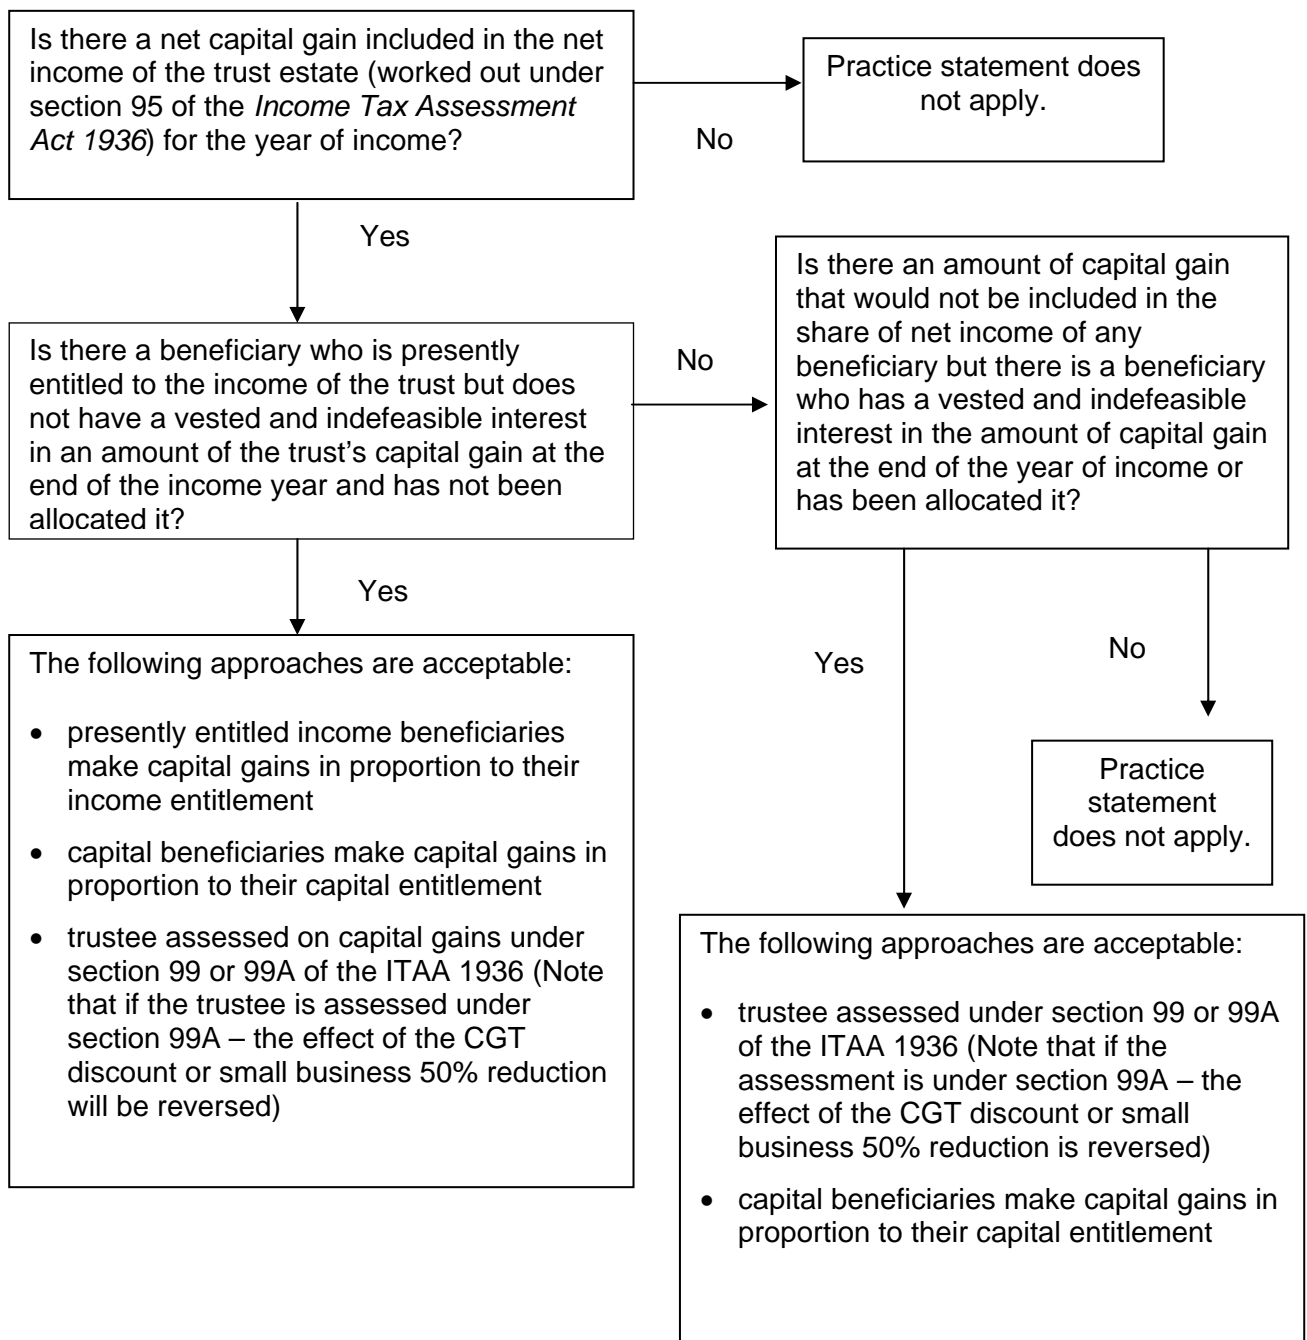 Is there a net capital gain included in the net
income of the trust estate (worked out under
section 95 of the Income Tax Assessment
Act 1936) for the year of income?
No
Practice statement does
not apply.
Yes
Is there a beneficiary who is presently
entitled to the income of the trust but does
not have a vested and indefeasible interest
in an amount of the trust's capital gain at the
end of the income year and has not been
allocated it?
No
Is there an amount of capital gain
that would not be included in the
share of net income of any
beneficiary but there is a beneficiary
who has a vested and indefeasible
interest in the amount of capital gain
at the end of the year of income or
has been allocated it?
Yes
The following approaches are acceptable:
• presently entitled income beneficiaries
make capital gains in proportion to their
income entitlement
• capital beneficiaries make capital gains in
proportion to their capital entitlement
• trustee assessed on capital gains under
section 99 or 99A of the ITAA 1936 (Note
that if the trustee is assessed under
section 99A – the effect of the CGT
discount or small business 50% reduction
will be reversed)
Yes
No
Practice
statement
does not apply.
The following approaches are acceptable:
• trustee assessed under section 99 or 99A
of the ITAA 1936 (Note that if the
assessment is under section 99A – the
effect of the CGT discount or small
business 50% reduction is reversed)
• capital beneficiaries make capital gains in
proportion to their capital entitlement